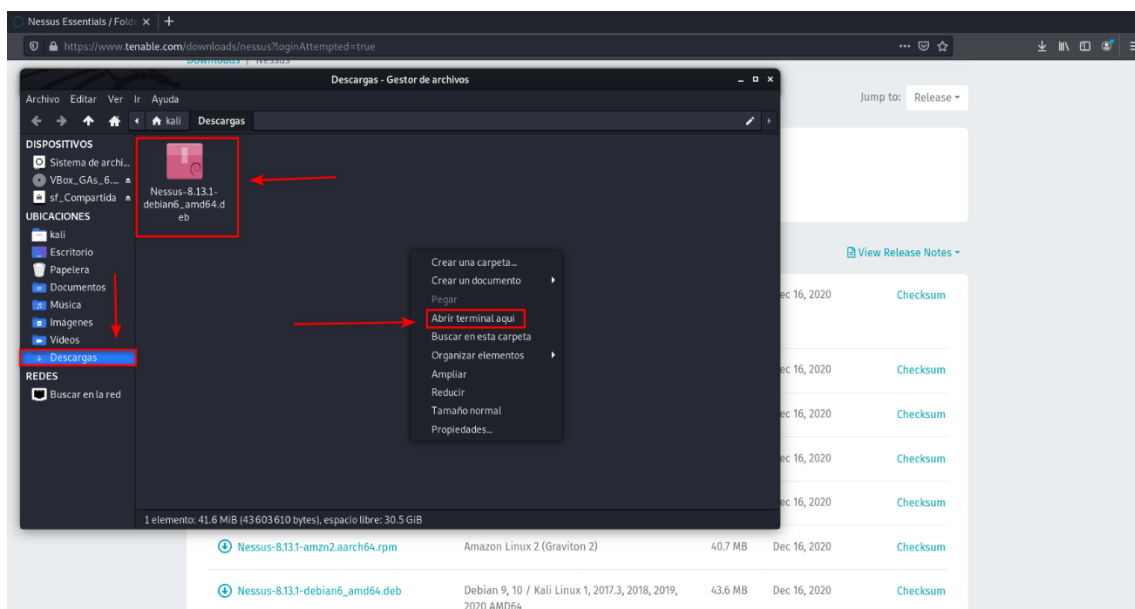 Nessus Essentials / Folde
https://www.tenable.com/downloads/nessus?loginAttempted=true
Downloads / Nessus
Descargas - Gestor de archivos
Archivo Editar Ver Ir Ayuda
kali Descargas
DISPOSITIVOS
Sistema de archi...
VBox_GAs_6....
sf_Compartida
UBICACIONES
kali
Escritorio
Papelera
Documentos
Música
Imágenes
Vídeos
Descargas
REDES
Buscar en la red
Nessus-8.13.1-
debian6_amd64.d
eb
Crear una carpeta...
Crear un documento
Pegar
Abrir terminal aquí
Buscar en esta carpeta
Organizar elementos
Ampliar
Reducir
Tamaño normal
Propiedades...
1 elemento: 41.6 MiB (43 603 610 bytes), espacio libre: 30.5 GiB
Jump to: Release
View Release Notes
ec 16, 2020 Checksum
ec 16, 2020 Checksum
ec 16, 2020 Checksum
ec 16, 2020 Checksum
ec 16, 2020 Checksum
Nessus-8.13.1-amzn2.aarch64.rpm Amazon Linux 2 (Graviton 2) 40.7 MB Dec 16, 2020 Checksum
Nessus-8.13.1-debian6_amd64.deb Debian 9, 10 / Kali Linux 1, 2017.3, 2018, 2019, 43.6 MB Dec 16, 2020 Checksum
2020 AMD64